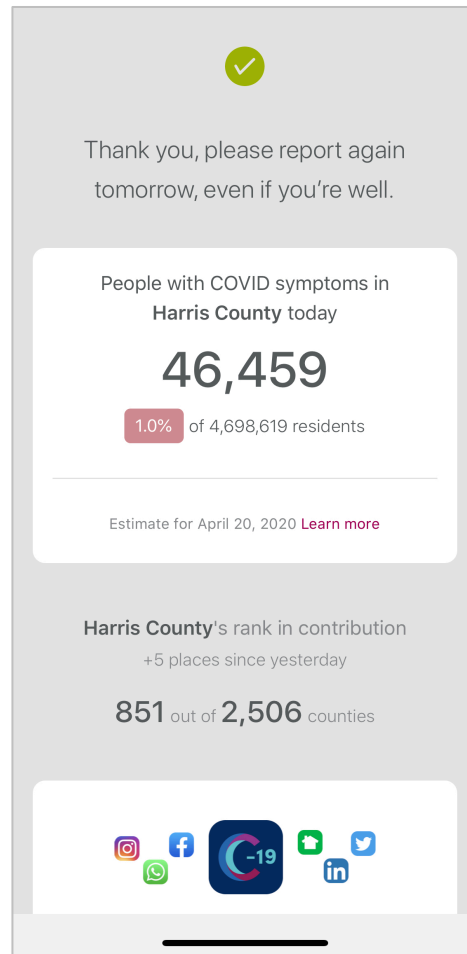 Thank you, please report again
tomorrow, even if you’re well.
People with COVID symptoms in
Harris County today
46,459
1.0% of 4,698,619 residents
Estimate for April 20, 2020 Learn more
Harris County's rank in contribution
+5 places since yesterday
851 out of 2,506 counties
C-19
in